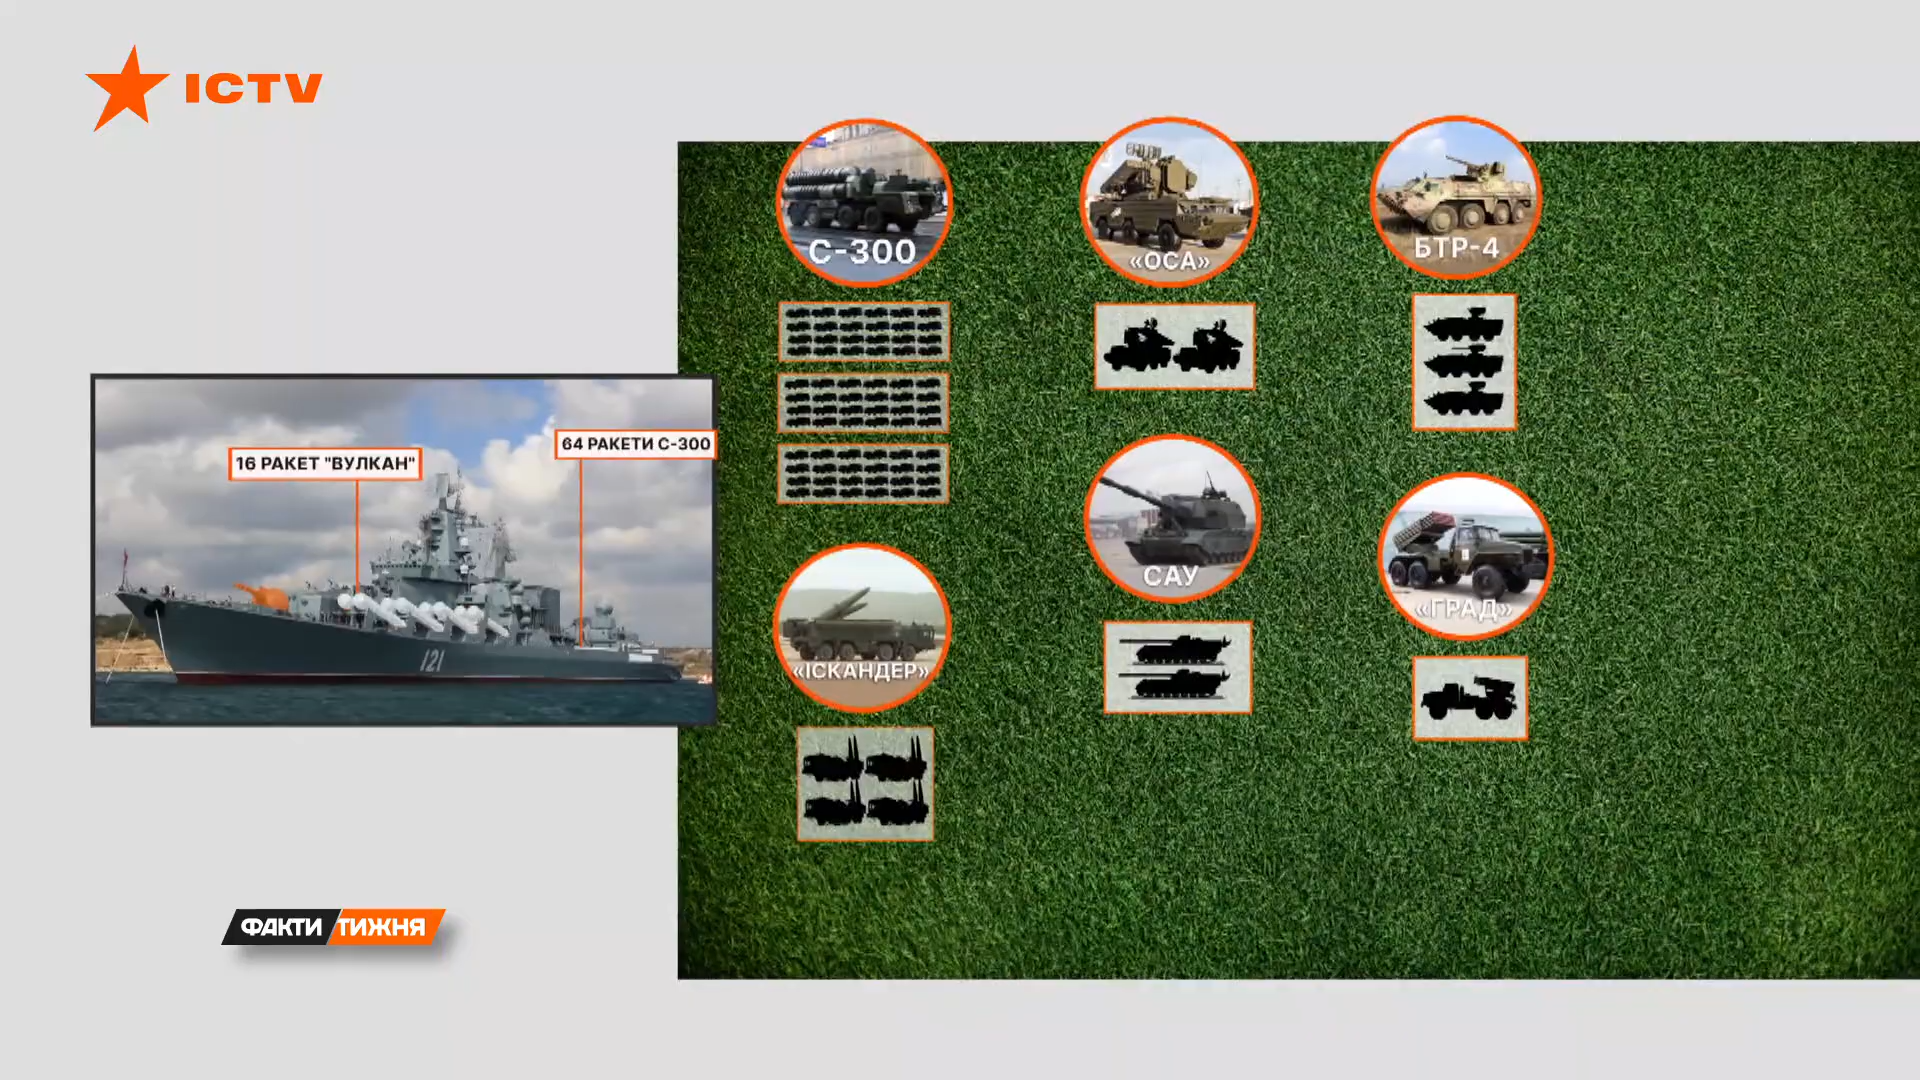 ICTV
С-300
«ОСА»
БТР-4
16 РАКЕТ "ВУЛКАН"
64 РАКЕТИ С-300
121
САУ
«ГРАД»
«ІСКАНДЕР»
ФАКТИ ТИЖНЯ